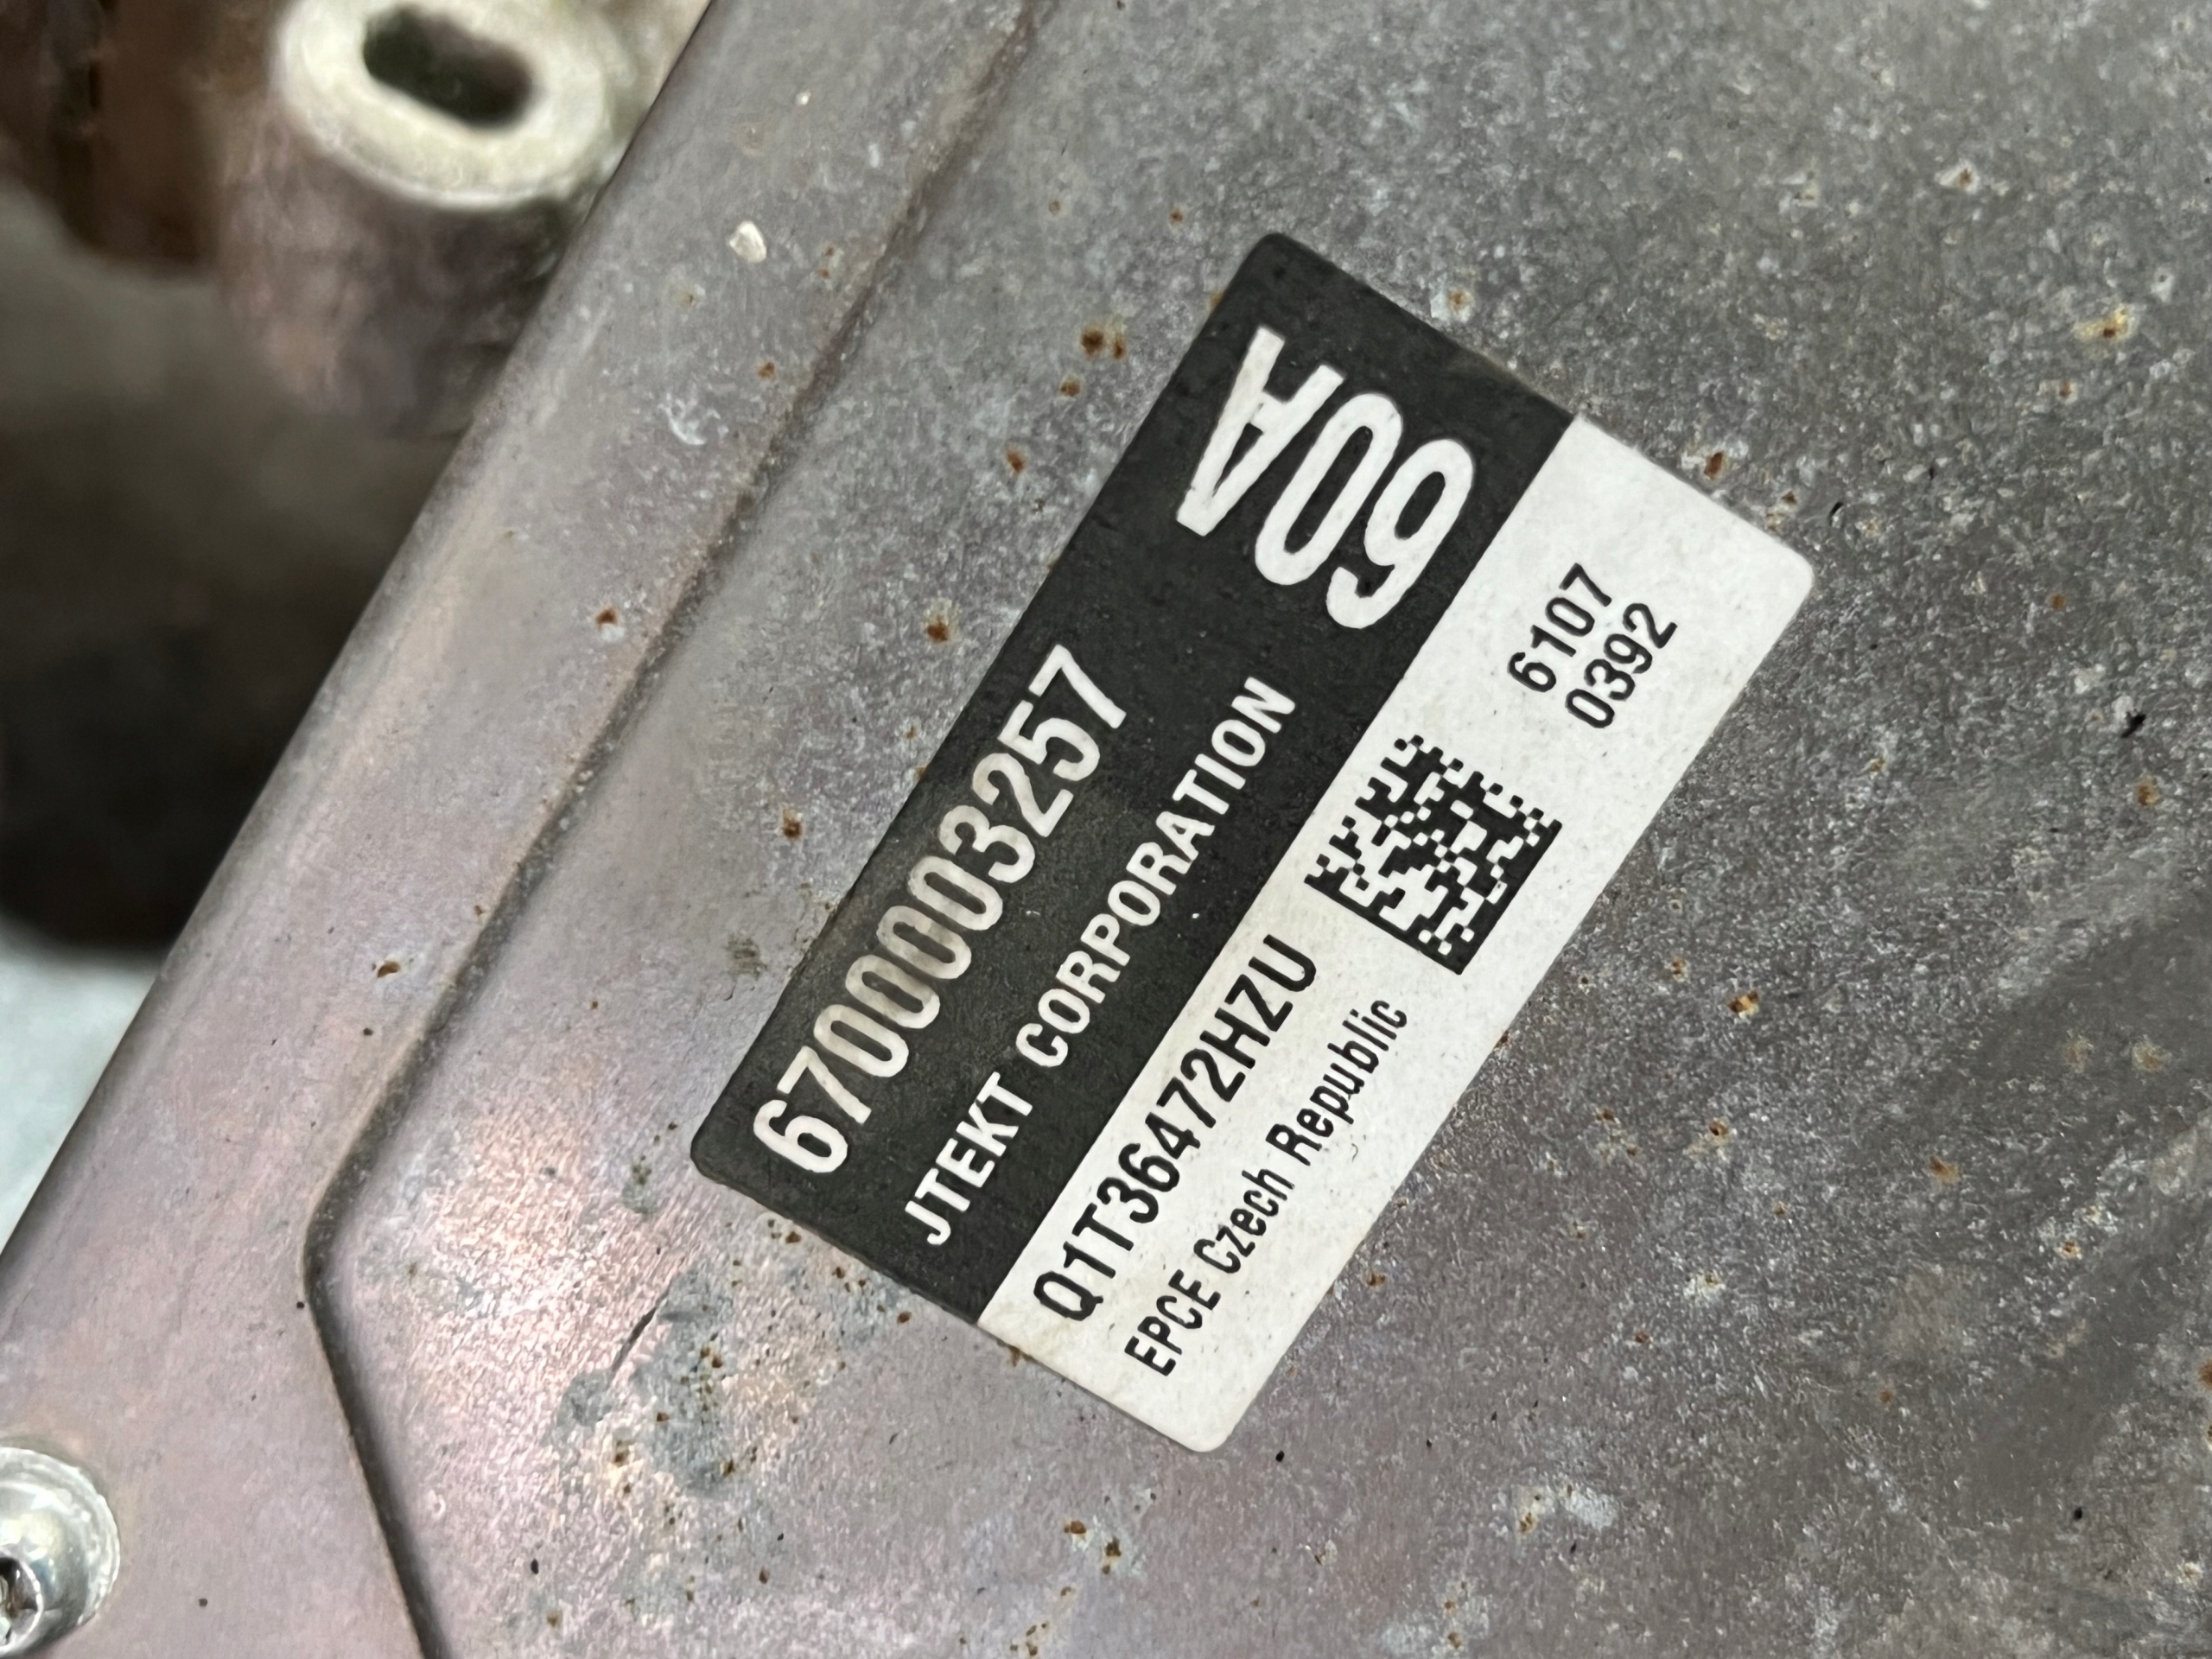 6700003257
JTEKT CORPORATION
60A
Q1T36472HZU
EPCE Czech Republic
6107
0392